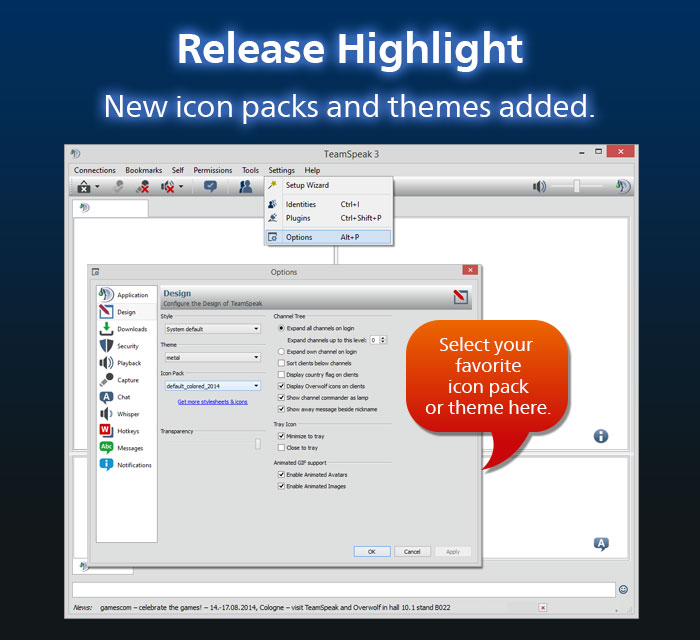 Release Highlight
New icon packs and themes added.
TeamSpeak 3
Connections Bookmarks Self Permissions Tools Settings Help
Setup Wizard
Identities Ctrl+I
Plugins Ctrl+Shift+P
Options Alt+P
Options
Application
Design
Downloads
Security
Playback
Capture
Chat
Whisper
Hotkeys
Messages
Notifications
Design
Configure the Design of TeamSpeak
Style
System default
Theme
metal
Icon Pack
default_colored_2014
Get more stylesheets & icons
Transparency
Channel Tree
Expand all channels on login
Expand channels up to this level: 0
Expand own channel on login
Sort clients below channels
Display country flag on clients
Display Overwolf icons on clients
Show channel commander as lamp
Show away message beside nickname
Tray Icon
Minimize to tray
Close to tray
Animated GIF support
Enable Animated Avatars
Enable Animated Images
OK Cancel Apply
Select your
favorite
icon pack
or theme here.
News: gamescom – celebrate the games! – 14.-17.08.2014, Cologne – visit TeamSpeak and Overwolf in hall 10.1 stand B022